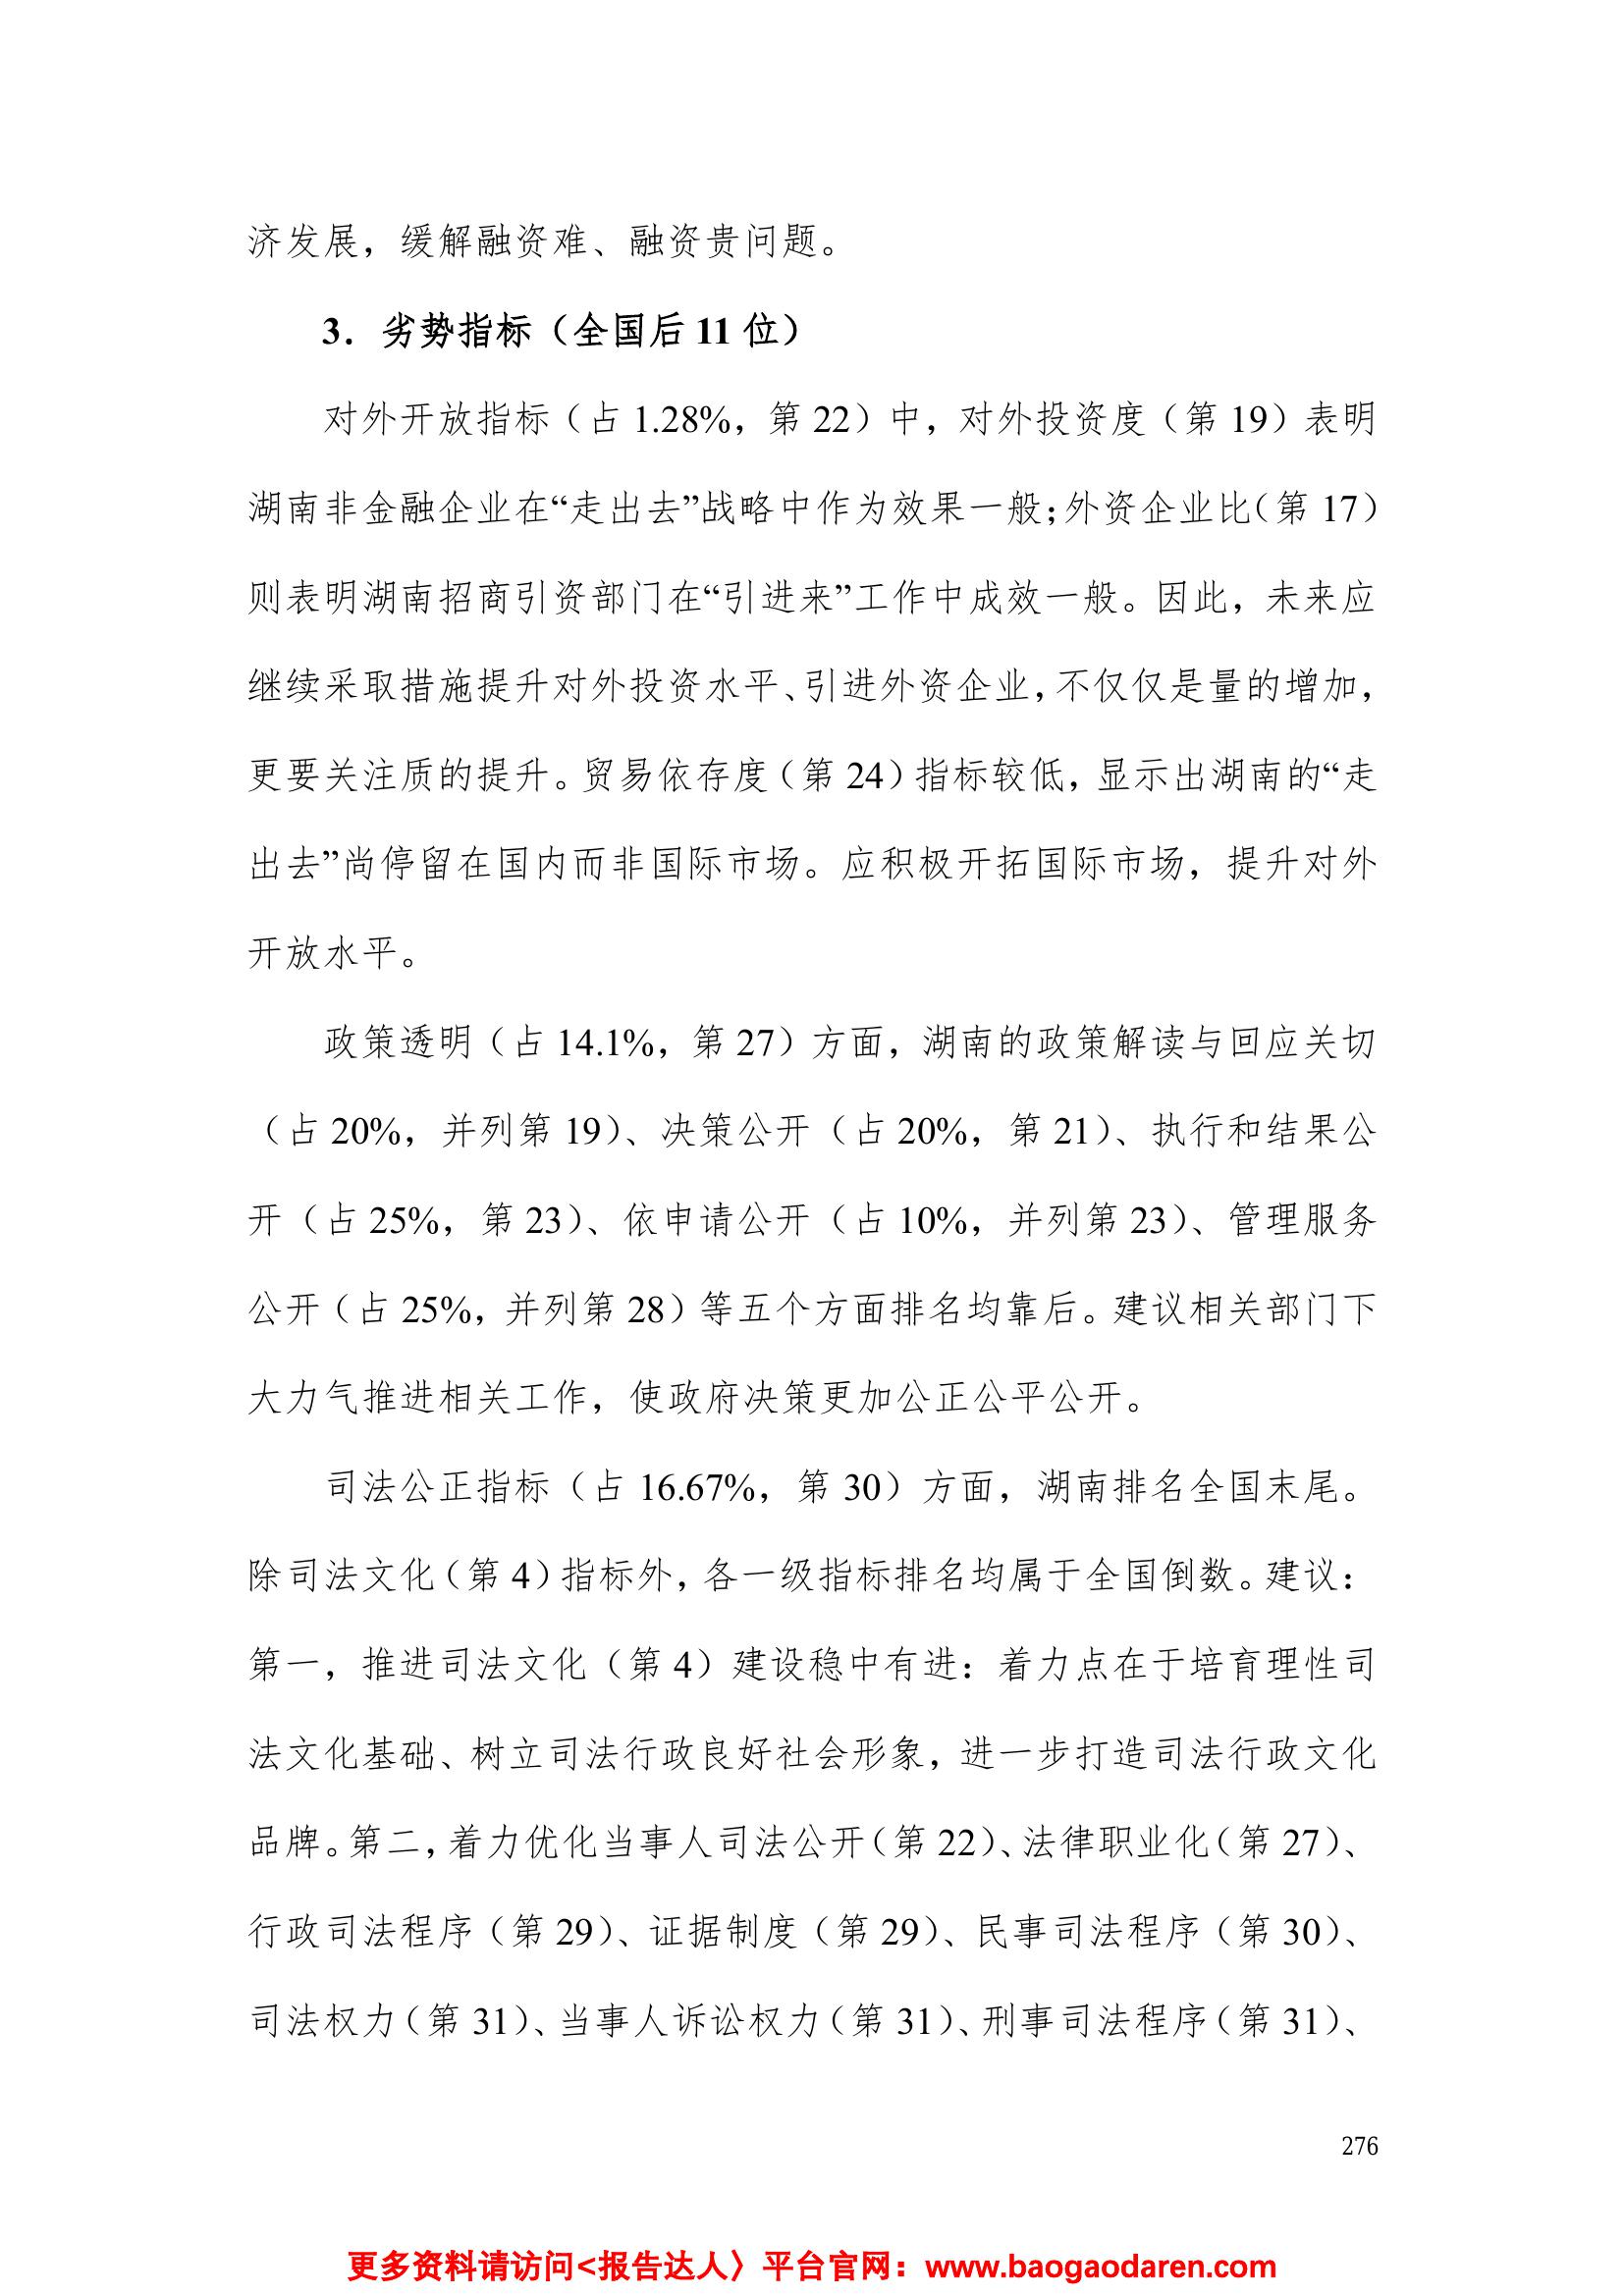 济发展，缓解融资难、融资贵问题。
3．劣势指标（全国后 11 位）
对外开放指标（占 1.28%，第 22）中，对外投资度（第 19）表明
湖南非金融企业在“走出去”战略中作为效果一般；外资企业比（第 17）
则表明湖南招商引资部门在“引进来”工作中成效一般。因此，未来应
继续采取措施提升对外投资水平、引进外资企业，不仅仅是量的增加，
更要关注质的提升。贸易依存度（第 24）指标较低，显示出湖南的“走
出去”尚停留在国内而非国际市场。应积极开拓国际市场，提升对外
开放水平。
政策透明（占 14.1%，第 27）方面，湖南的政策解读与回应关切
（占 20%，并列第 19）、决策公开（占 20%，第 21）、执行和结果公
开（占 25%，第 23）、依申请公开（占 10%，并列第 23）、管理服务
公开（占 25%，并列第 28）等五个方面排名均靠后。建议相关部门下
大力气推进相关工作，使政府决策更加公正公平公开。
司法公正指标（占 16.67%，第 30）方面，湖南排名全国末尾。
除司法文化（第 4）指标外，各一级指标排名均属于全国倒数。建议：
第一，推进司法文化（第 4）建设稳中有进：着力点在于培育理性司
法文化基础、树立司法行政良好社会形象，进一步打造司法行政文化
品牌。第二，着力优化当事人司法公开（第 22）、法律职业化（第 27）、
行政司法程序（第 29）、证据制度（第 29）、民事司法程序（第 30）、
司法权力（第 31）、当事人诉讼权力（第 31）、刑事司法程序（第 31）、
276
更多资料请访问<报告达人〉平台官网：www.baogaodaren.com